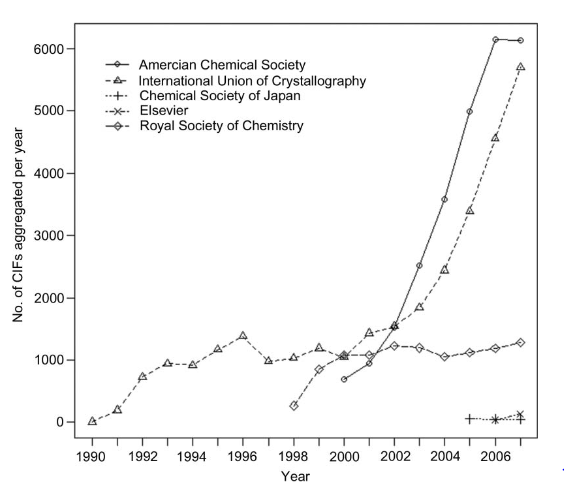 6000
5000
4000
3000
2000
1000
0
No. of CIFs aggregated per year
Amercian Chemical Society
International Union of Crystallography
Chemical Society of Japan
Elsevier
Royal Society of Chemistry
1990 1992 1994 1996 1998 2000 2002 2004 2006
Year